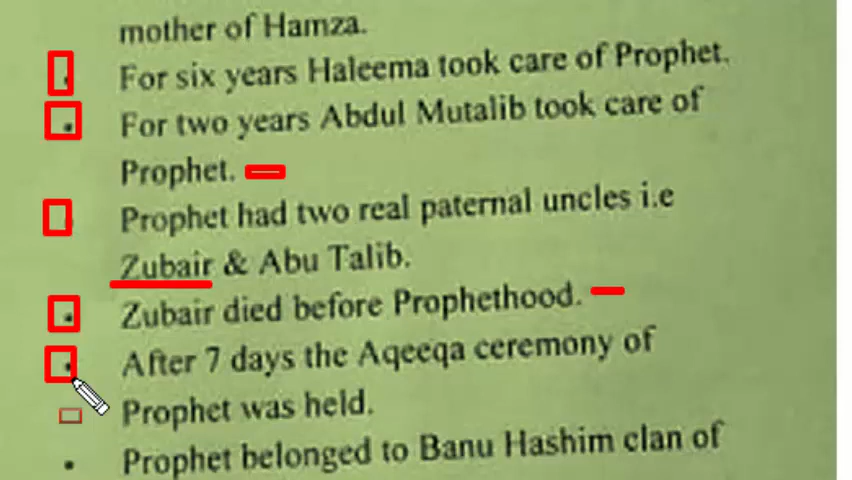 mother of Hamza.
• For six years Haleema took care of Prophet.
• For two years Abdul Mutalib took care of
Prophet.
• Prophet had two real paternal uncles i.e
Zubair & Abu Talib.
• Zubair died before Prophethood.
• After 7 days the Aqeeqa ceremony of
Prophet was held.
• Prophet belonged to Banu Hashim clan of